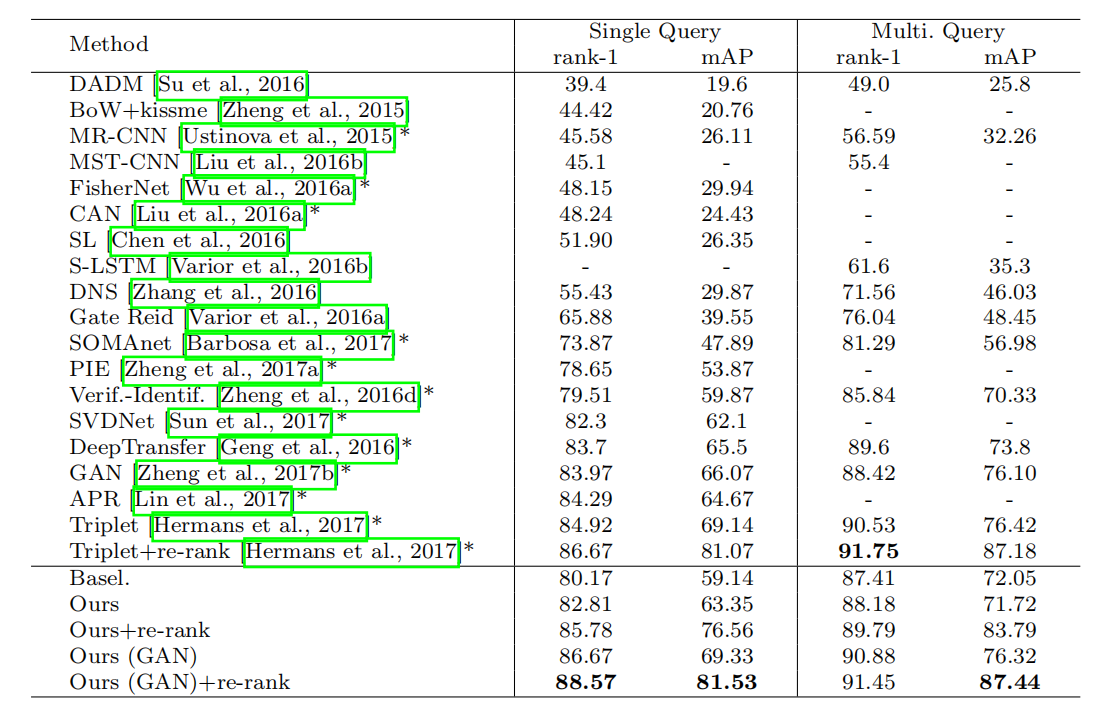 Method Single Query Multi. Query
rank-1 mAP rank-1 mAP
DADM [Su et al., 2016] 39.4 19.6 49.0 25.8
BoW+kissme [Zheng et al., 2015] 44.42 20.76 - -
MR-CNN [Ustinova et al., 2015]* 45.58 26.11 56.59 32.26
MST-CNN [Liu et al., 2016b] 45.1 - 55.4 -
FisherNet [Wu et al., 2016a]* 48.15 29.94 - -
CAN [Liu et al., 2016a]* 48.24 24.43 - -
SL [Chen et al., 2016] 51.90 26.35 - -
S-LSTM [Varior et al., 2016b] - - 61.6 35.3
DNS [Zhang et al., 2016] 55.43 29.87 71.56 46.03
Gate Reid [Varior et al., 2016a] 65.88 39.55 76.04 48.45
SOMAnet [Barbosa et al., 2017]* 73.87 47.89 81.29 56.98
PIE [Zheng et al., 2017a]* 78.65 53.87 - -
Verif.-Identif. [Zheng et al., 2016d]* 79.51 59.87 85.84 70.33
SVDNet [Sun et al., 2017]* 82.3 62.1 - -
DeepTransfer [Geng et al., 2016]* 83.7 65.5 89.6 73.8
GAN [Zheng et al., 2017b]* 83.97 66.07 88.42 76.10
APR [Lin et al., 2017]* 84.29 64.67 - -
Triplet [Hermans et al., 2017]* 84.92 69.14 90.53 76.42
Triplet+re-rank [Hermans et al., 2017]* 86.67 81.07 91.75 87.18
Basel. 80.17 59.14 87.41 72.05
Ours 82.81 63.35 88.18 71.72
Ours+re-rank 85.78 76.56 89.79 83.79
Ours (GAN) 86.67 69.33 90.88 76.32
Ours (GAN)+re-rank 88.57 81.53 91.45 87.44